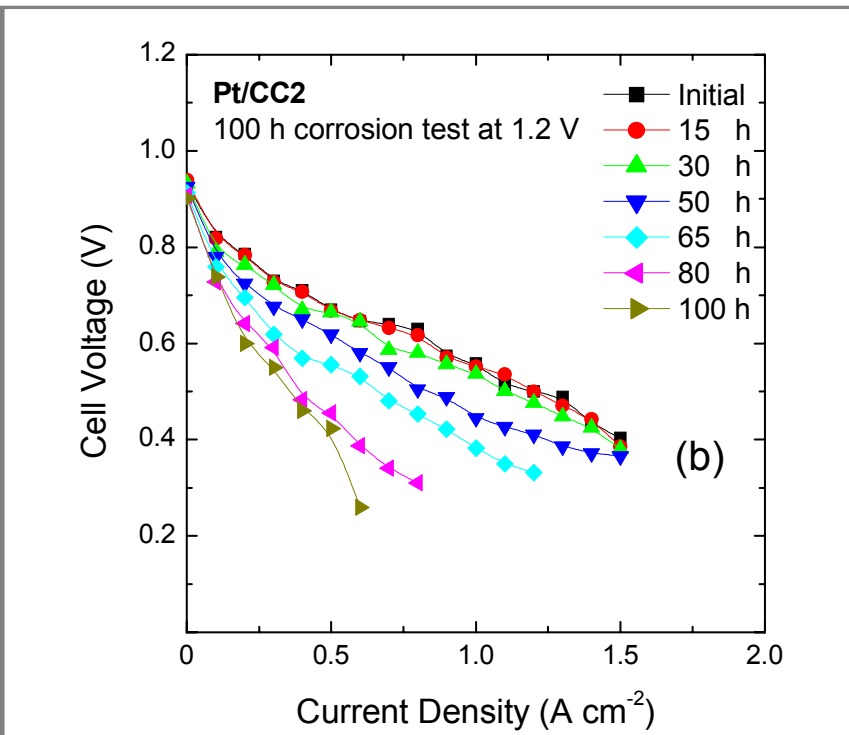 1.2
1.0
0.8
0.6
0.4
0.2
Cell Voltage (V)
Pt/CC2
100 h corrosion test at 1.2 V
Initial
15 h
30 h
50 h
65 h
80 h
100 h
(b)
0
0.5
1.0
1.5
2.0
Current Density (A cm⁻²)